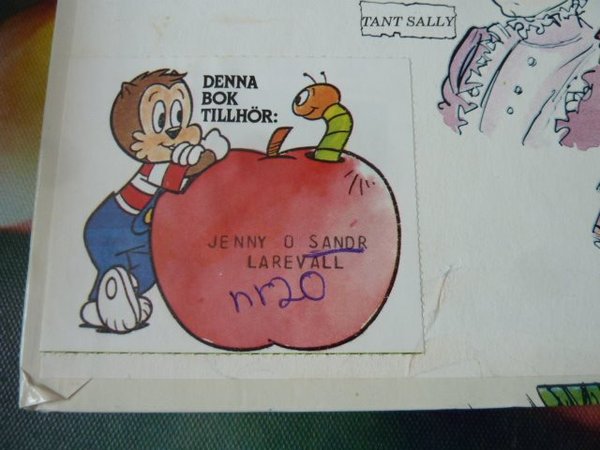 TANT SALLY
DENNA
BOK
TILLHÖR:
JENNY O SANDR
LAREVALL
nr20